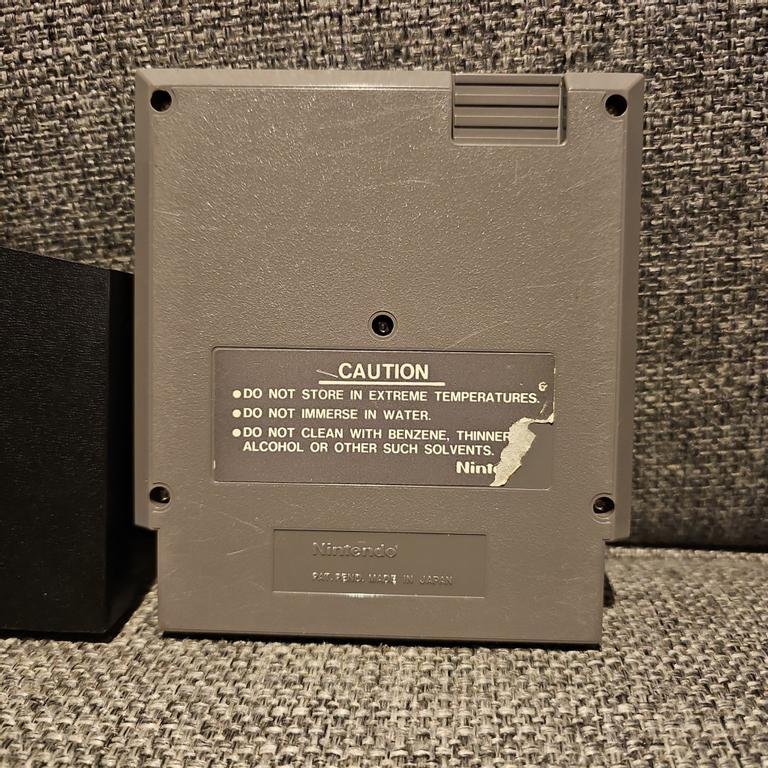 CAUTION
G
●DO NOT STORE IN EXTREME TEMPERATURES.
●DO NOT IMMERSE IN WATER.
●DO NOT CLEAN WITH BENZENE, THINNER
ALCOHOL OR OTHER SUCH SOLVENTS.
Ninte
Nintendo
PAT. PEND. MADE IN JAPAN